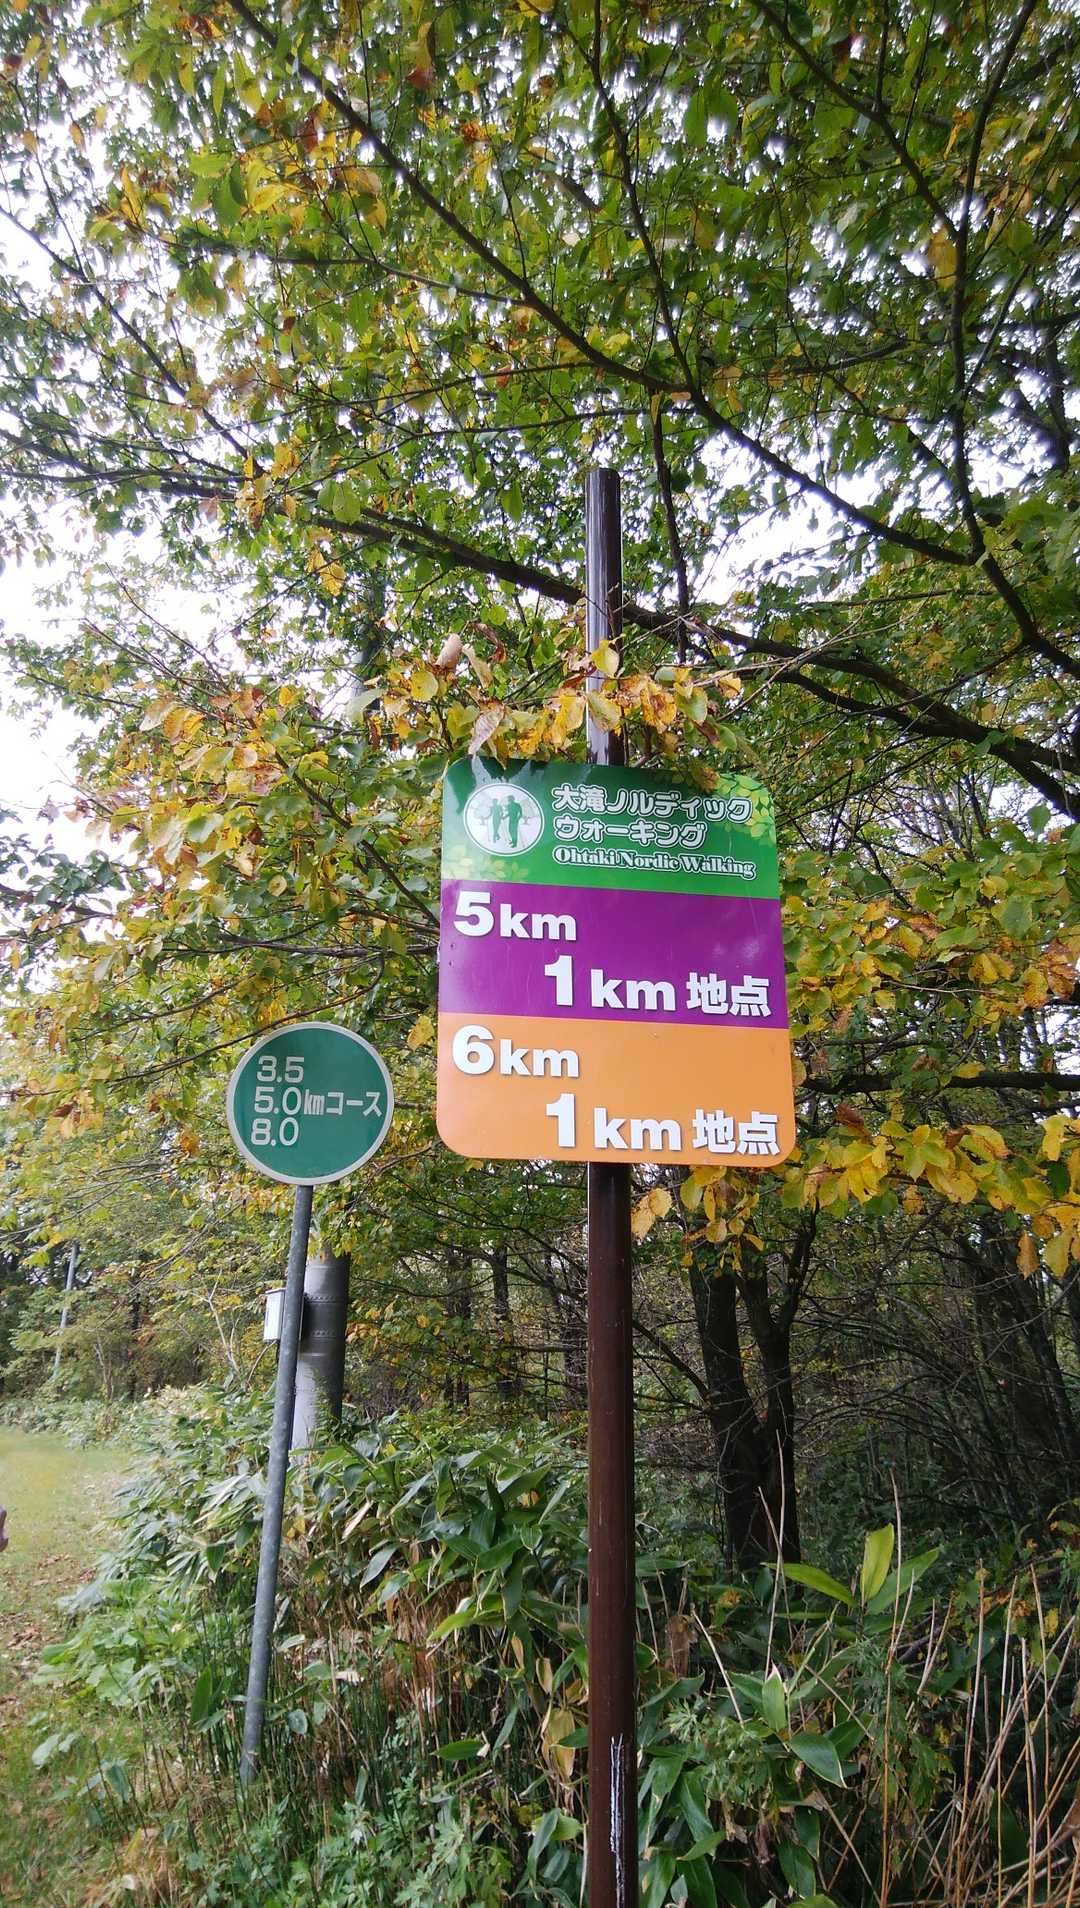 大滝ノルディック
ウォーキング
Ohtaki Nordic Walking
5km
1km 地点
6km
1km 地点
3.5
5.0kmコース
8.0